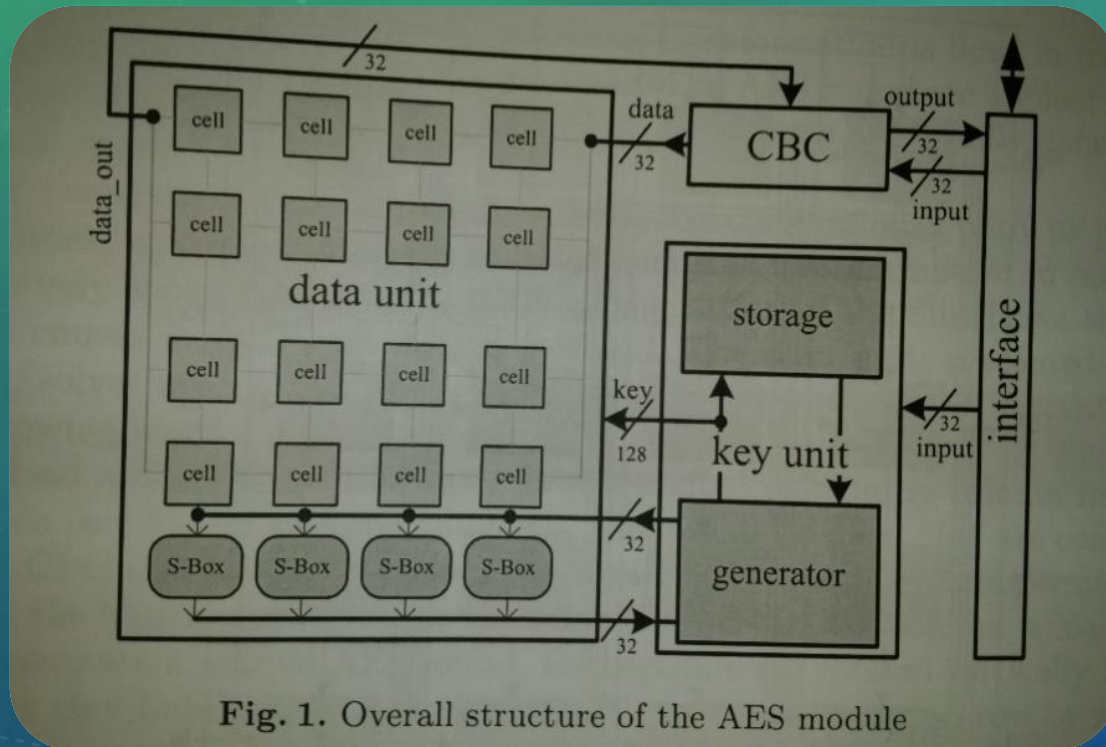 32
data_out
cell cell cell cell
data
32
CBC
output
32
32
input
cell cell cell cell
data unit
storage
interface
cell cell cell cell
key
128
key unit
32
input
cell cell cell cell
32
S-Box S-Box S-Box S-Box
generator
32
Fig. 1. Overall structure of the AES module